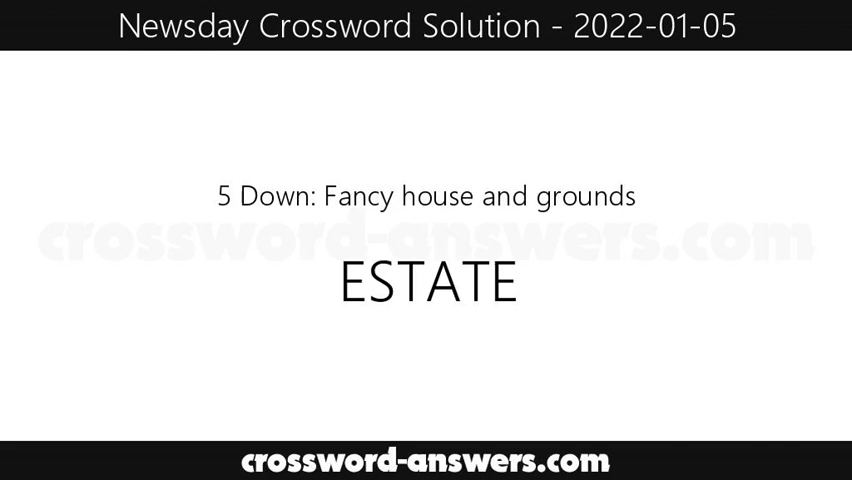 Newsday Crossword Solution - 2022-01-05
5 Down: Fancy house and grounds
crossword-answers.com
ESTATE
crossword-answers.com